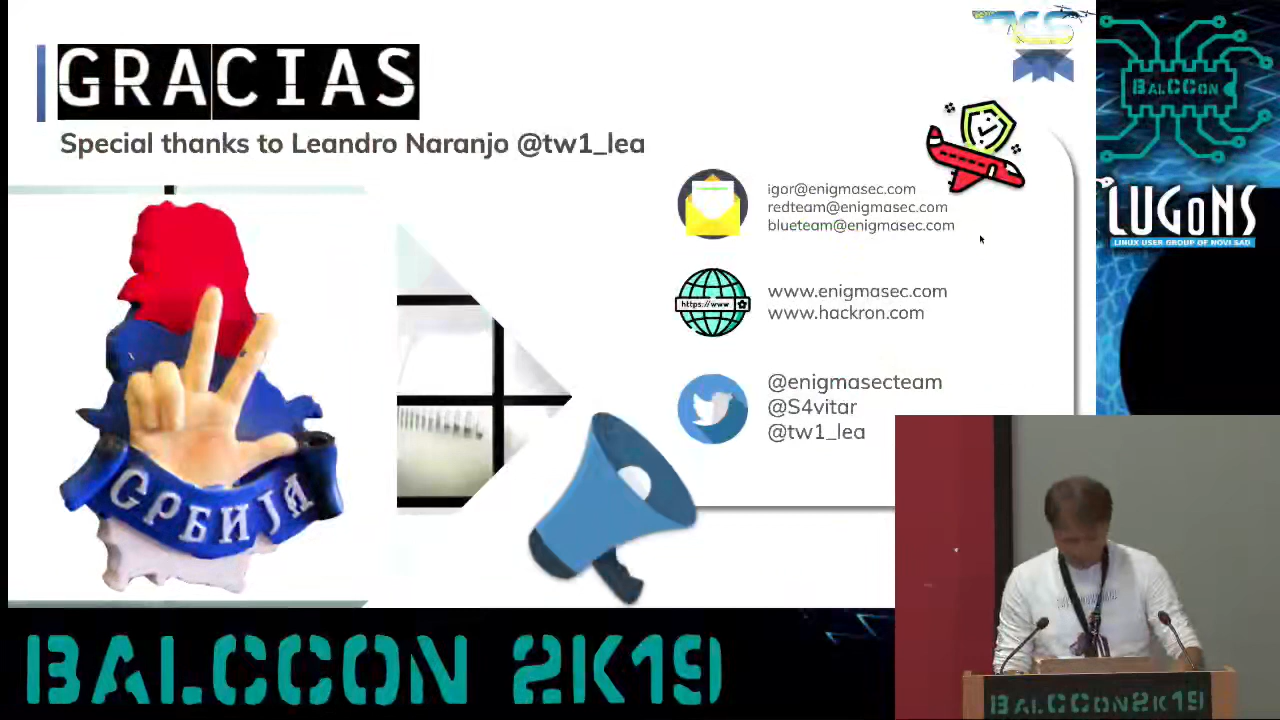 GRACIAS
Special thanks to Leandro Naranjo @tw1_lea
igor@enigmasec.com
redteam@enigmasec.com
blueteam@enigmasec.com
https://www
www.enigmasec.com
www.hackron.com
@enigmasecteam
@S4vitar
@tw1_lea
СРБИЈА
BALCCON
LUGONS
LINUX USER GROUP OF NOVI SAD
BALCCON 2K19
BALCCON2K19